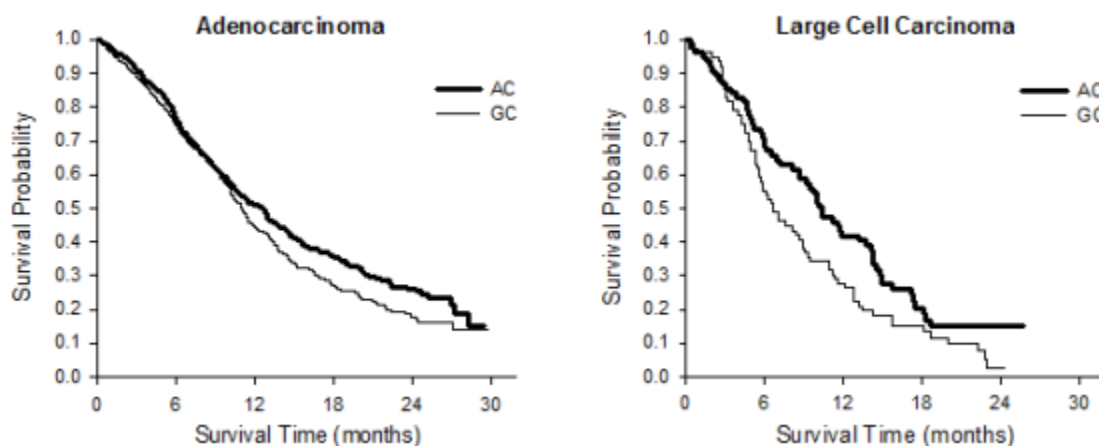 Adenocarcinoma
1.0
0.9
0.8
0.7
0.6
0.5
0.4
0.3
0.2
0.1
0.0
Survival Probability
AC
GC
0 6 12 18 24 30
Survival Time (months)
Large Cell Carcinoma
1.0
0.9
0.8
0.7
0.6
0.5
0.4
0.3
0.2
0.1
0.0
Survival Probability
AC
GC
0 6 12 18 24 30
Survival Time (months)